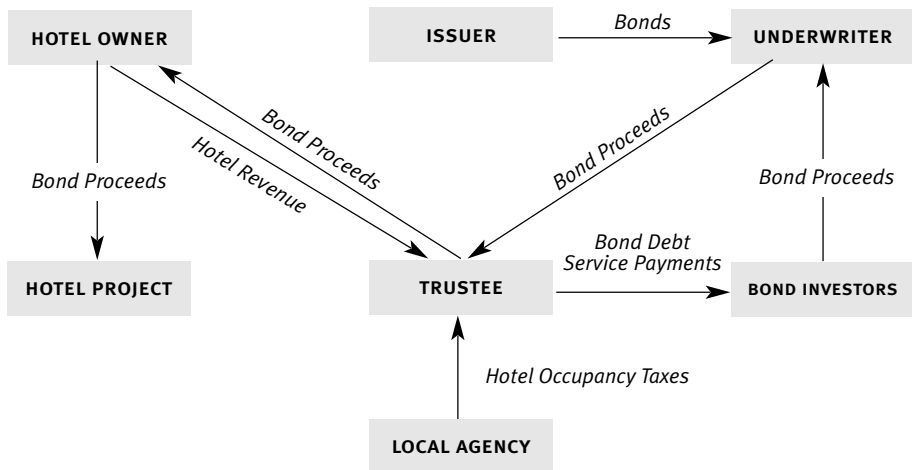 HOTEL OWNER
ISSUER
Bonds
UNDERWRITER
Bond Proceeds
Hotel Revenue
Bond Proceeds
Bond Proceeds
Bond Proceeds
HOTEL PROJECT
TRUSTEE
Bond Debt
Service Payments
BOND INVESTORS
Hotel Occupancy Taxes
LOCAL AGENCY